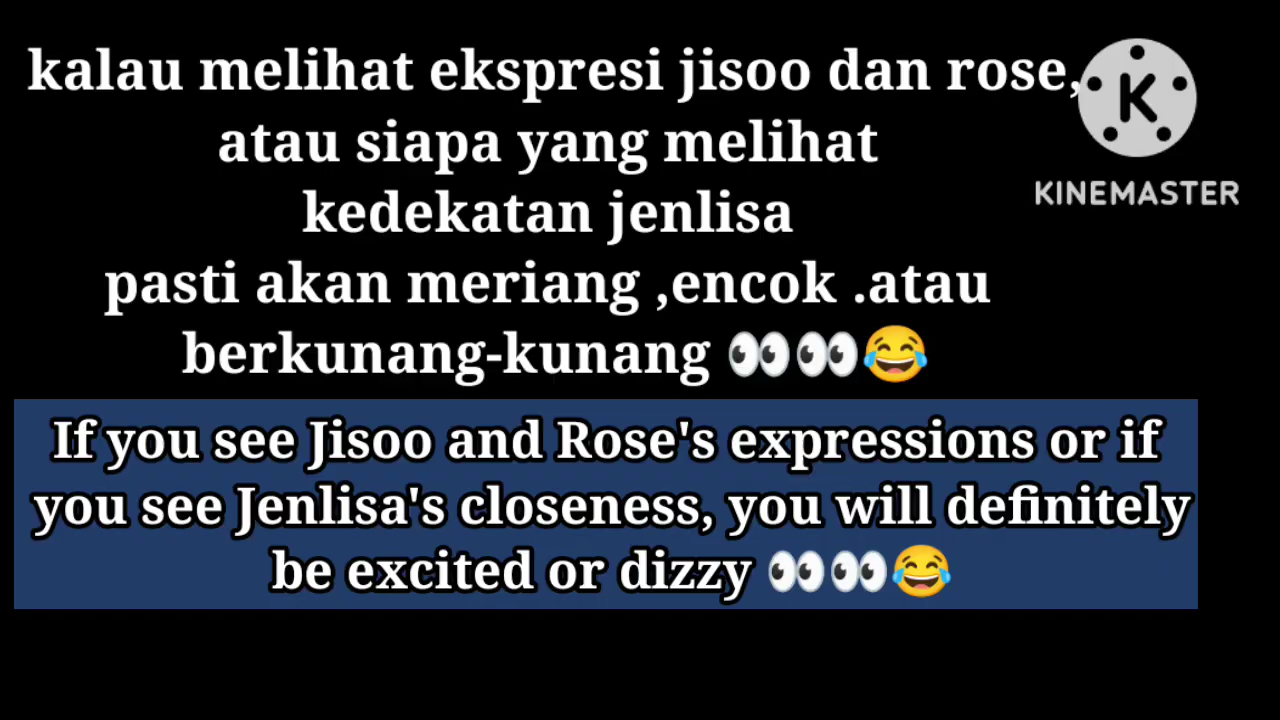 kalau melihat ekspresi jisoo dan rose,
atau siapa yang melihat
kedekatan jenlisa
pasti akan meriang ,encok .atau
berkunang-kunang 👀👀😂
K
KINEMASTER
If you see Jisoo and Rose's expressions or if
you see Jenlisa's closeness, you will definitely
be excited or dizzy 👀👀😂